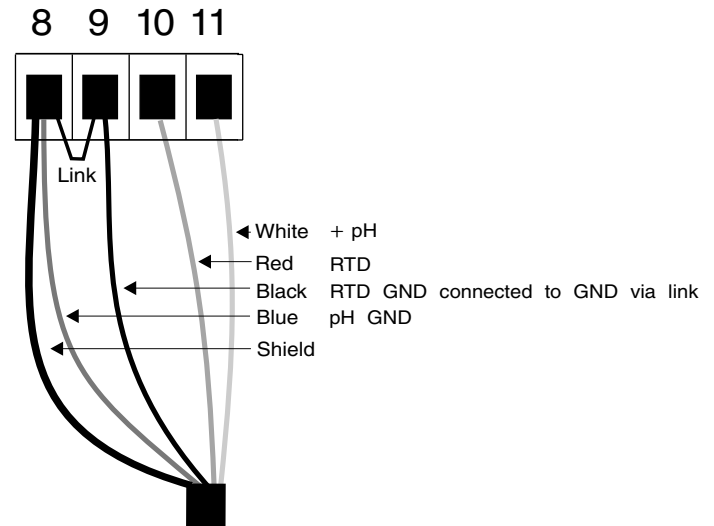 8 9 10 11
Link
White + pH
Red RTD
Black RTD GND connected to GND via link
Blue pH GND
Shield